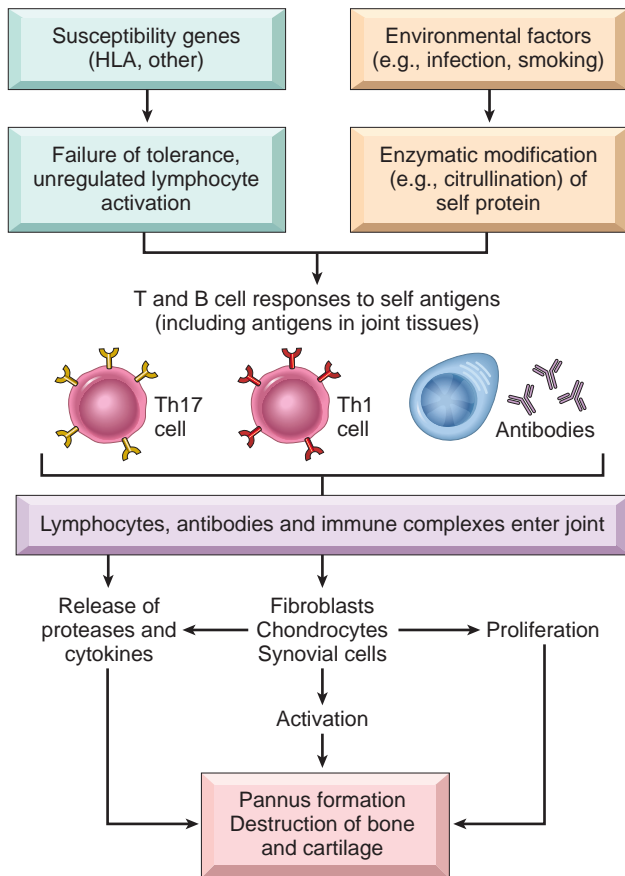 Susceptibility genes
(HLA, other)
Environmental factors
(e.g., infection, smoking)
Failure of tolerance,
unregulated lymphocyte
activation
Enzymatic modification
(e.g., citrullination) of
self protein
T and B cell responses to self antigens
(including antigens in joint tissues)
Th17
cell
Th1
cell
Antibodies
Lymphocytes, antibodies and immune complexes enter joint
Release of
proteases and
cytokines
Fibroblasts
Chondrocytes
Synovial cells
Proliferation
Activation
Pannus formation
Destruction of bone
and cartilage